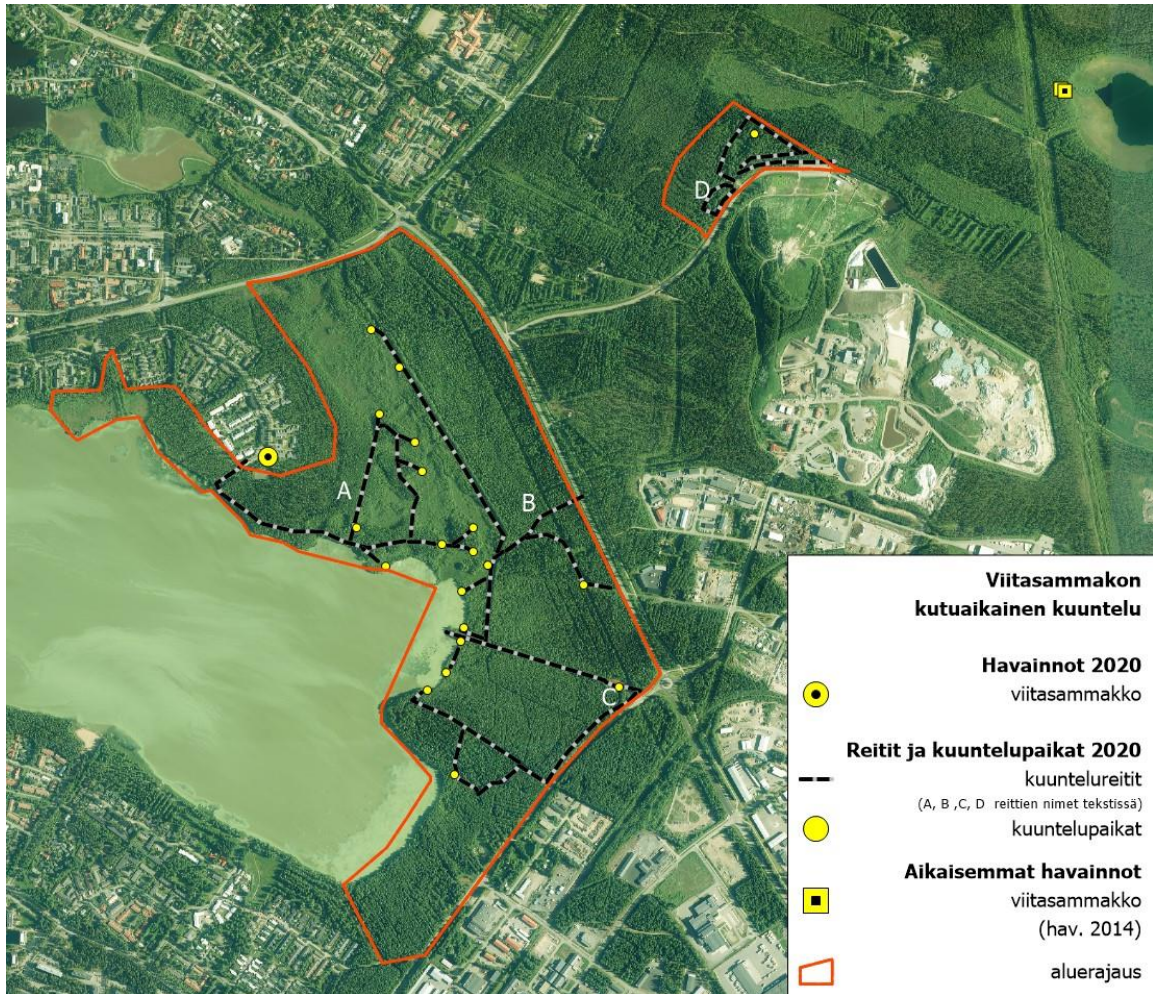 D
A
B
C
Viitasammakon
kutuaikainen kuuntelu
Havainnot 2020
viitasammakko
Reitit ja kuuntelupaikat 2020
kuuntelureitit
(A, B ,C, D reittien nimet tekstissä)
kuuntelupaikat
Aikaisemmat havainnot
viitasammakko
(hav. 2014)
aluerajaus